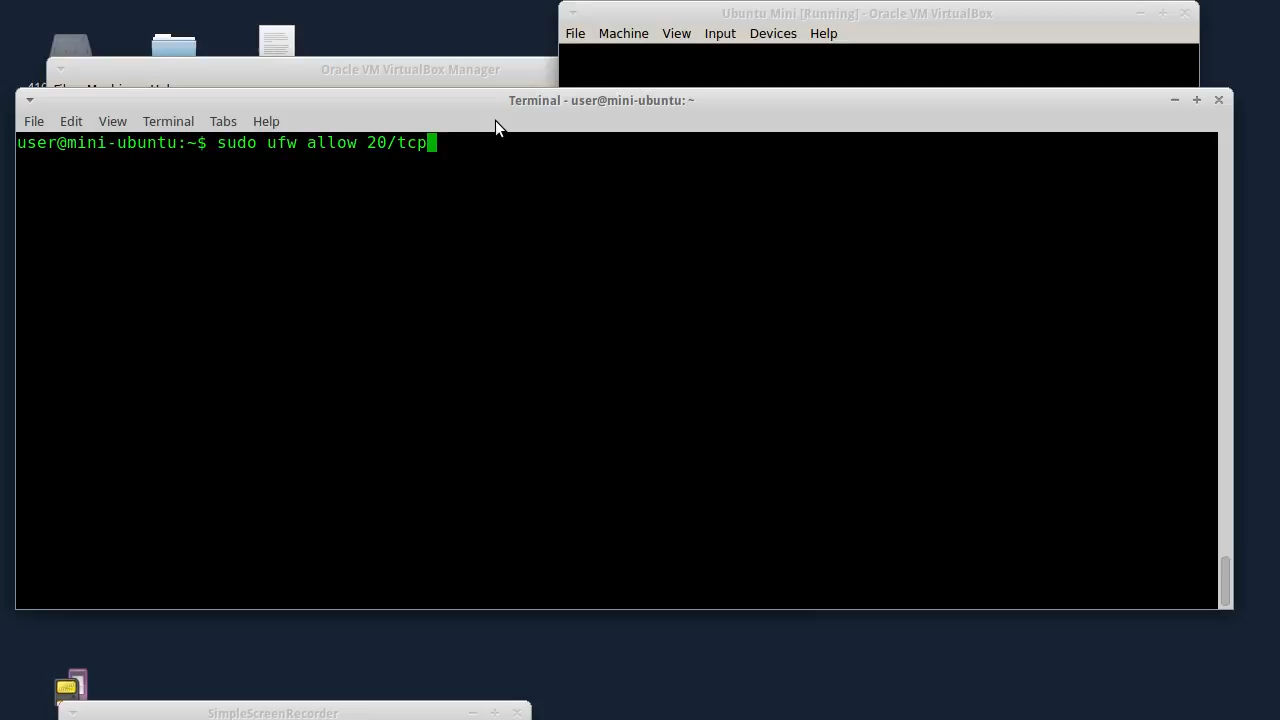 Ubuntu Mini [Running] - Oracle VM VirtualBox
File Machine View Input Devices Help
Oracle VM VirtualBox Manager
Terminal - user@mini-ubuntu: ~
File Edit View Terminal Tabs Help
user@mini-ubuntu:~$ sudo ufw allow 20/tcp
SimpleScreenRecorder